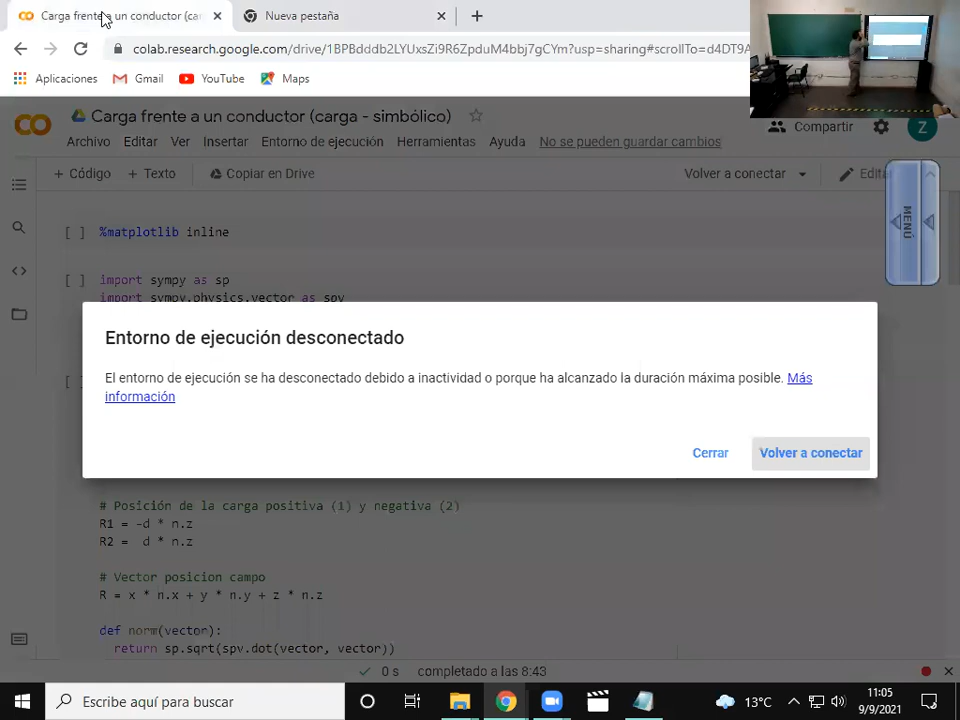 Carga frente a un conductor (car
Nueva pestaña
colab.research.google.com/drive/1BPBdddb2LYUxsZi9R6ZpduM4bbj7gCYm?usp=sharing#scrollTo=d4DT9A
Aplicaciones
Gmail
YouTube
Maps
Carga frente a un conductor (carga - simbólico)
Compartir
Z
Archivo Editar Ver Insertar Entorno de ejecución Herramientas Ayuda No se pueden guardar cambios
+ Código + Texto Copiar en Drive Volver a conectar
MENÚ
[ ] %matplotlib inline
[ ] import sympy as sp
import sympy.physics.vector as spv
[ ]
Entorno de ejecución desconectado
El entorno de ejecución se ha desconectado debido a inactividad o porque ha alcanzado la duración máxima posible. Más
información
Cerrar Volver a conectar
# Posición de la carga positiva (1) y negativa (2)
R1 = -d * n.z
R2 = d * n.z
# Vector posicion campo
R = x * n.x + y * n.y + z * n.z
def norm(vector):
return sp.sqrt(spv.dot(vector, vector))
0 s completado a las 8:43
Escribe aquí para buscar
13°C
11:05
9/9/2021